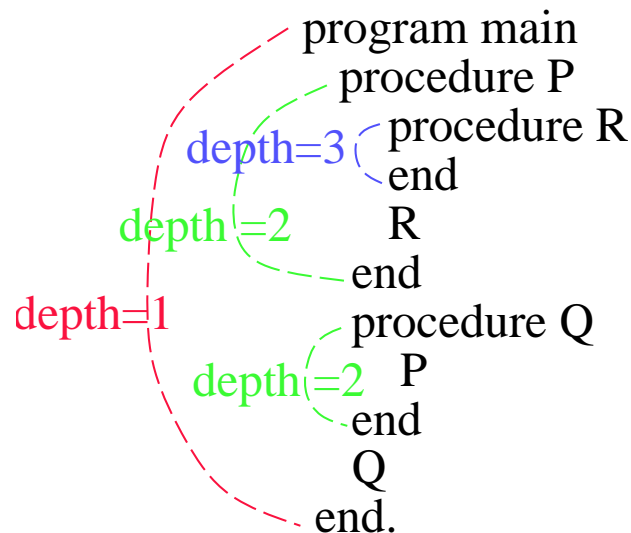 program main
procedure P
procedure R
depth=3
end
R
depth =2
end
depth=1
procedure Q
P
depth =2
end
Q
end.